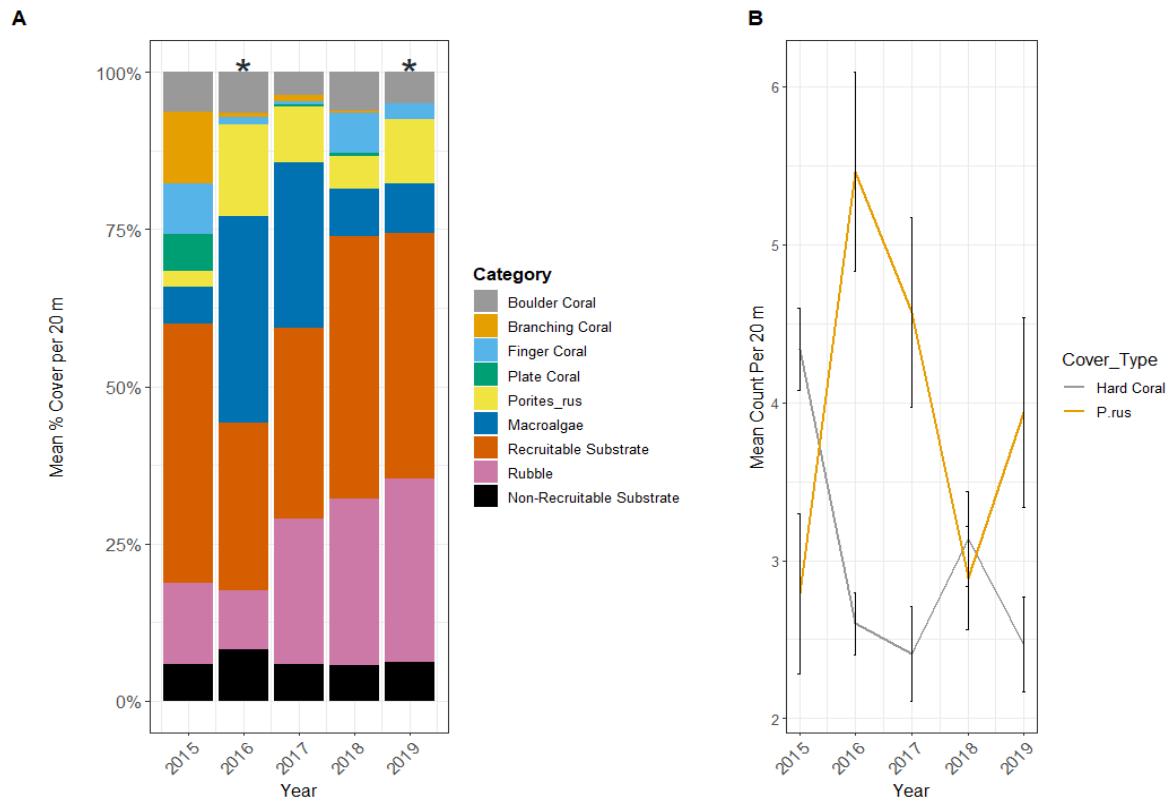 A
*
*
100%
75%
50%
25%
0%
Mean % Cover per 20 m
2015
2016
2017
2018
2019
Year
Category
Boulder Coral
Branching Coral
Finger Coral
Plate Coral
Porites_rus
Macroalgae
Recruitable Substrate
Rubble
Non-Recruitable Substrate
B
6
5
4
3
2
Mean Count Per 20 m
2015
2016
2017
2018
2019
Year
Cover_Type
Hard Coral
P.rus